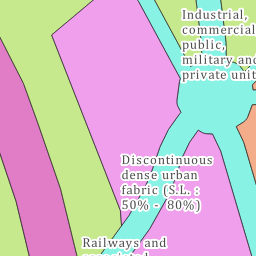 Industrial,
commercial
public,
military and
private unit
Discontinuous
dense urban
fabric (S.L. :
50% - 80%)
Railways and